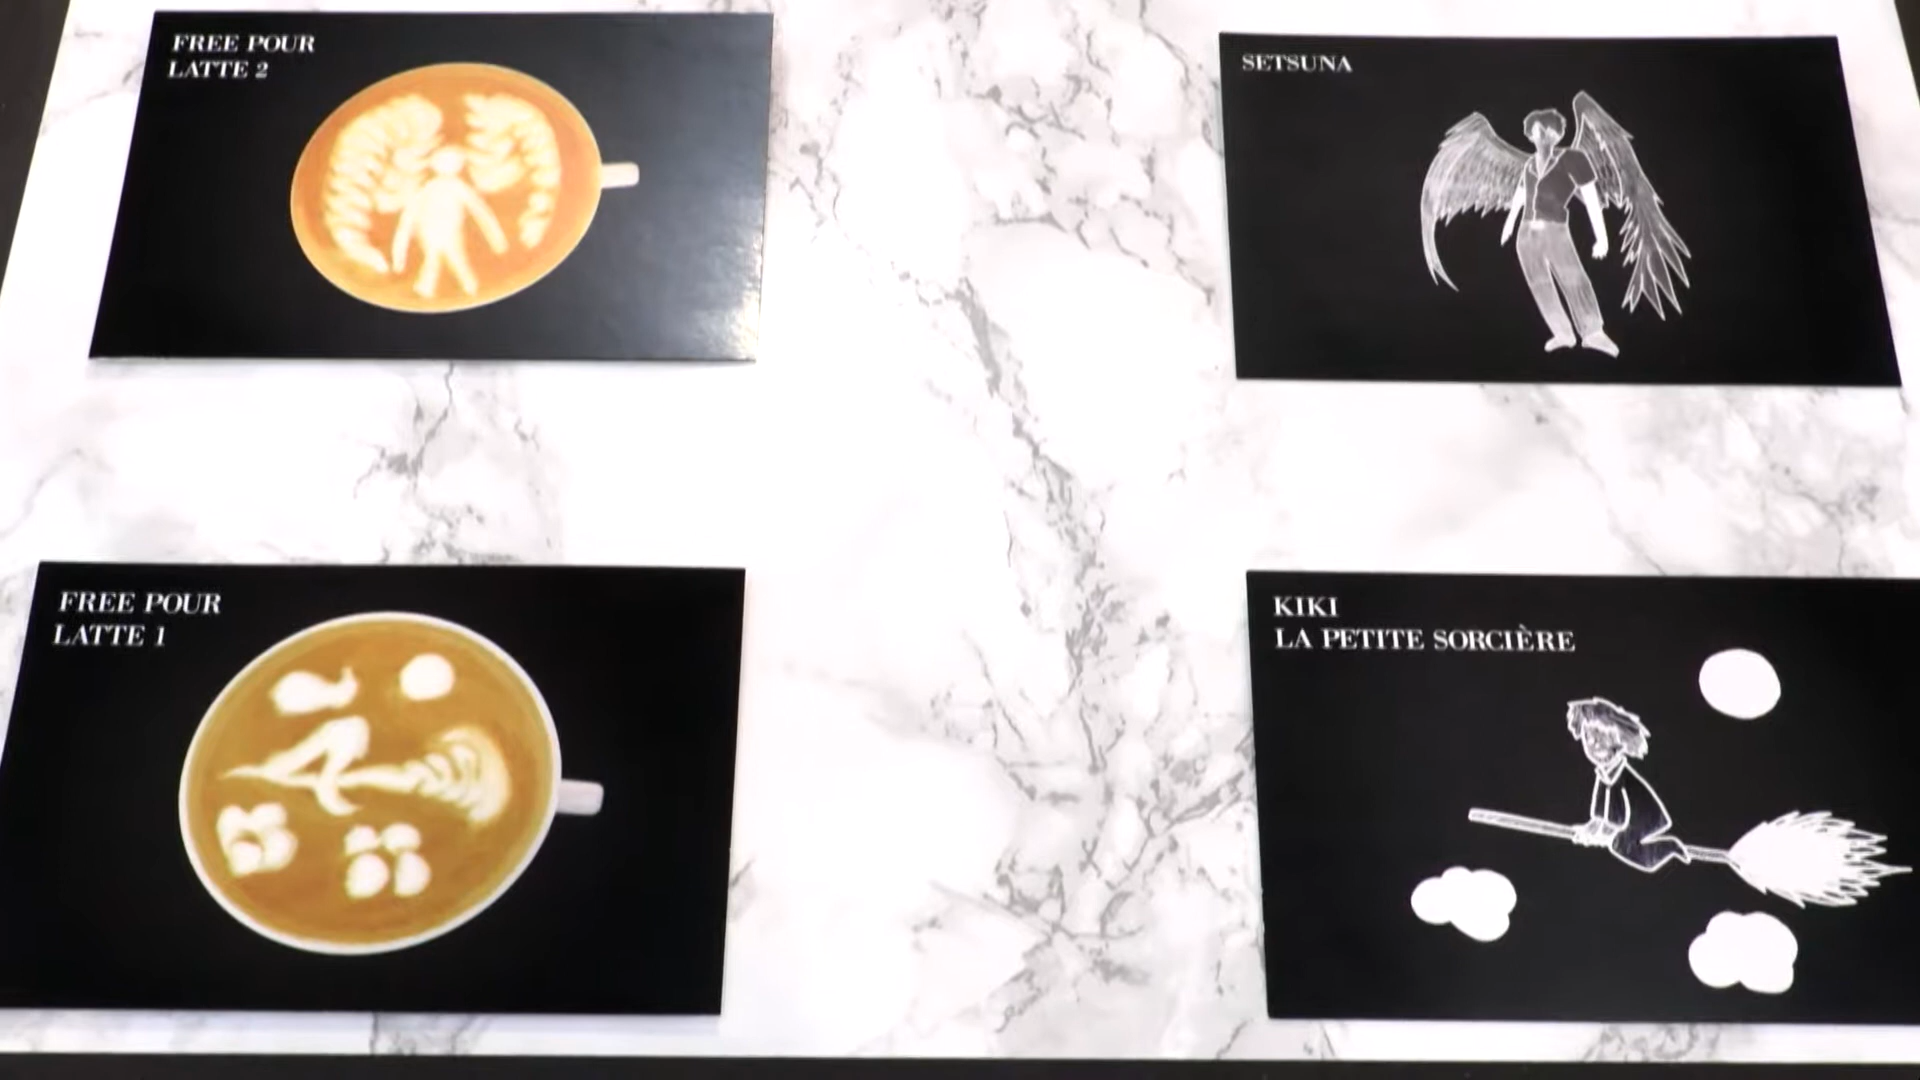 FREE POUR
LATTE 2
SETSUNA
FREE POUR
LATTE 1
KIKI
LA PETITE SORCIÈRE